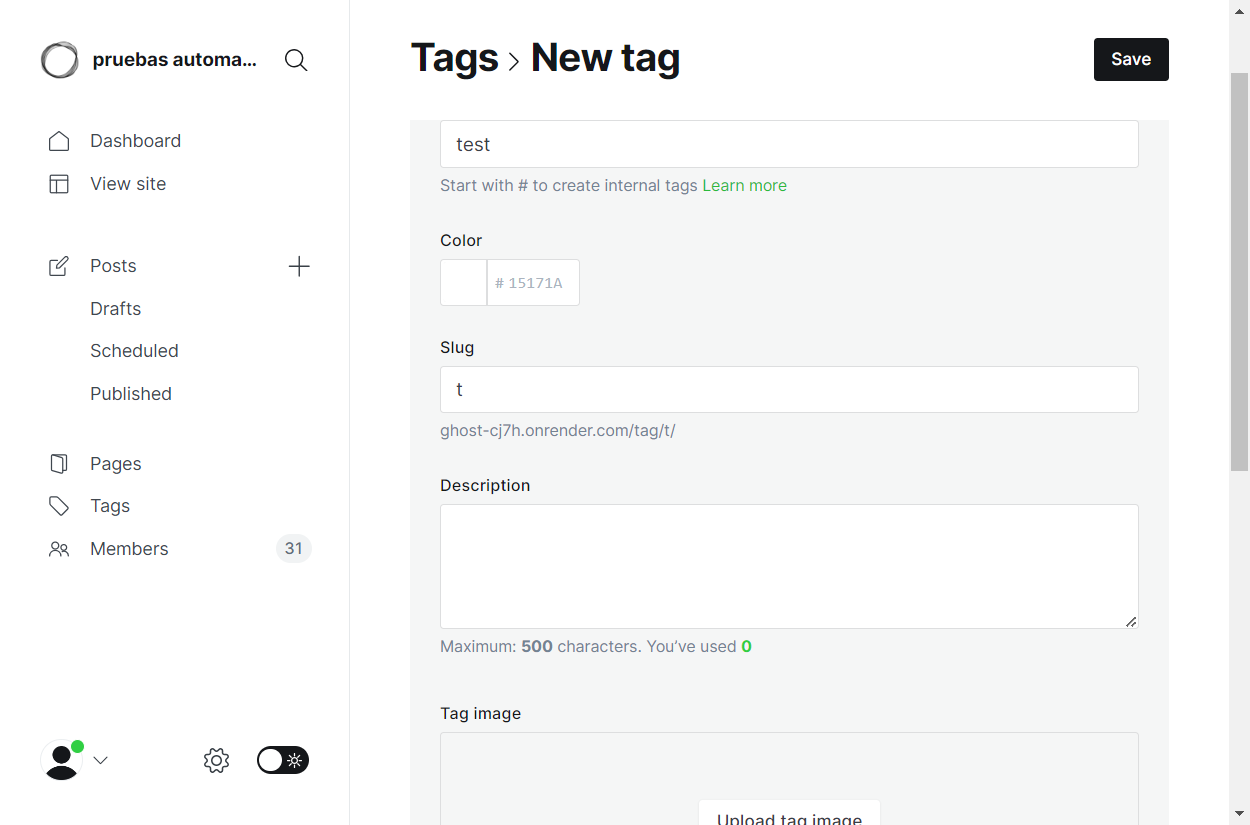 pruebas automa...
Dashboard
View site
Posts
Drafts
Scheduled
Published
Pages
Tags
Members 31
Tags > New tag
Save
test
Start with # to create internal tags Learn more
Color
# 15171A
Slug
t
ghost-cj7h.onrender.com/tag/t/
Description
Maximum: 500 characters. You’ve used 0
Tag image
Upload tag image